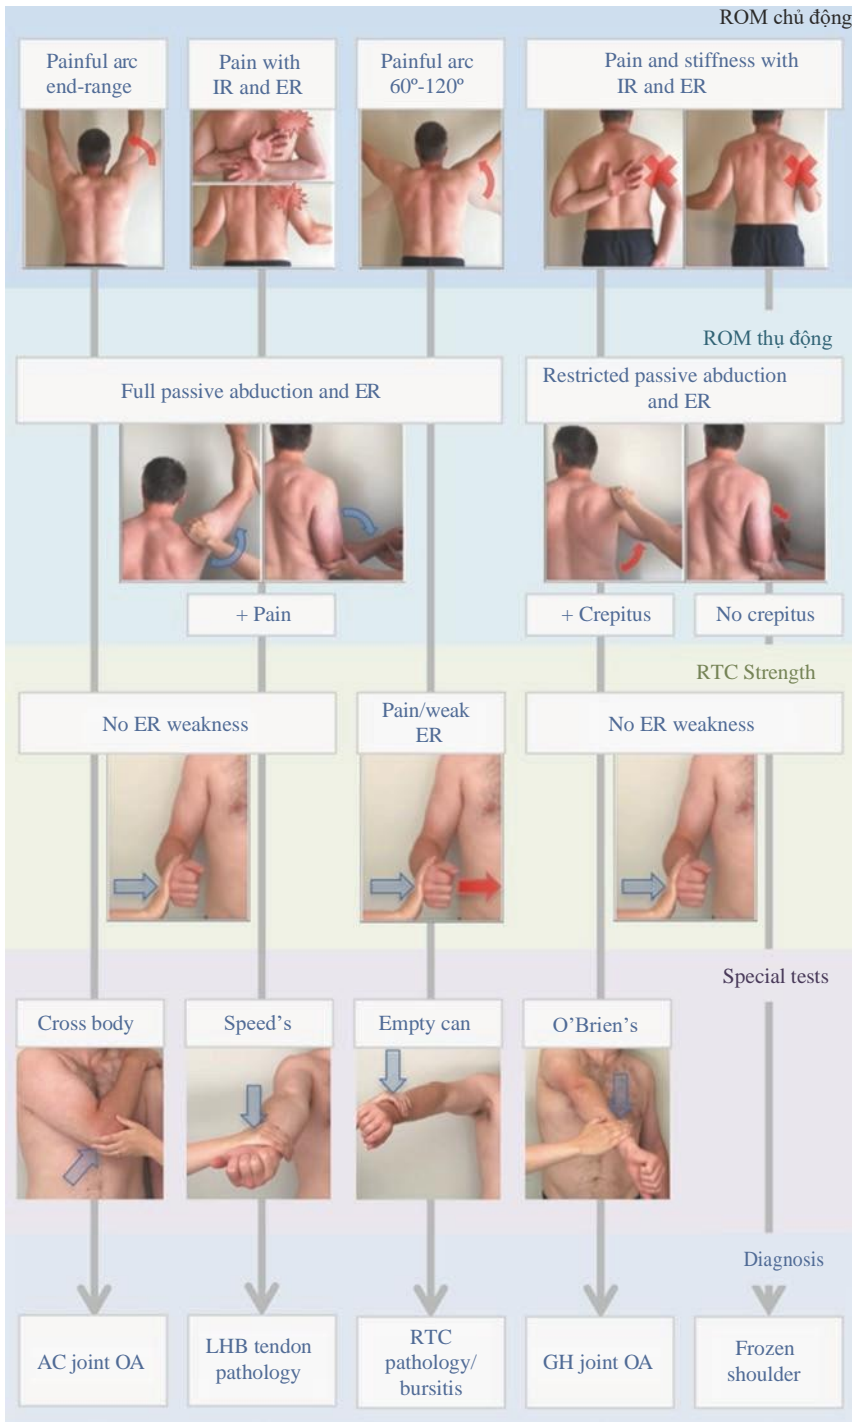 ROM chủ động
Painful arc
end-range
Pain with
IR and ER
Painful arc
60º-120º
Pain and stiffness with
IR and ER
ROM thụ động
Full passive abduction and ER
Restricted passive abduction
and ER
+ Pain
+ Crepitus
No crepitus
RTC Strength
No ER weakness
Pain/weak
ER
No ER weakness
Special tests
Cross body
Speed’s
Empty can
O’Brien’s
Diagnosis
AC joint OA
LHB tendon
pathology
RTC
pathology/
bursitis
GH joint OA
Frozen
shoulder